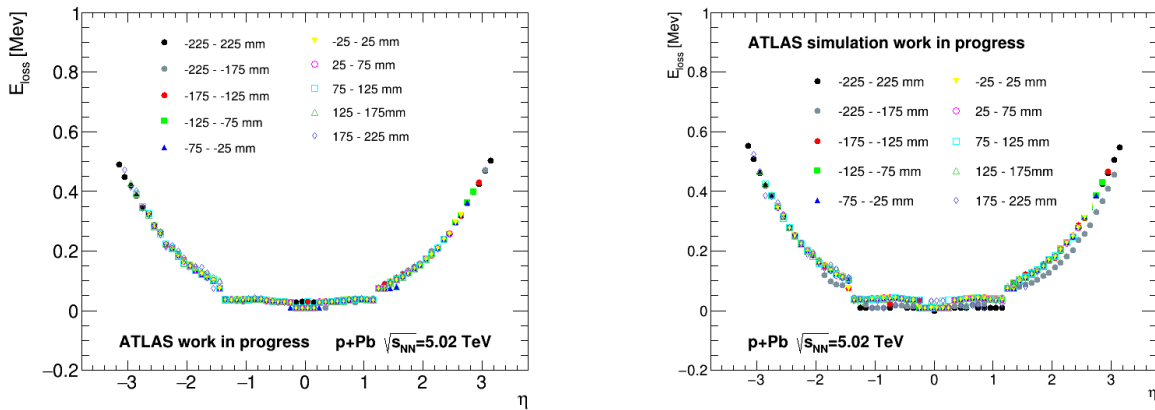 E_loss [Mev]
1
0.8
0.6
0.4
0.2
0
−0.2
-225 - 225 mm
-225 - -175 mm
-175 - -125 mm
-125 - -75 mm
-75 - -25 mm
-25 - 25 mm
25 - 75 mm
75 - 125 mm
125 - 175mm
175 - 225 mm
ATLAS work in progress p+Pb √s_NN=5.02 TeV
−3 −2 −1 0 1 2 3
η
E_loss [Mev]
1
0.8
0.6
0.4
0.2
0
−0.2
ATLAS simulation work in progress
-225 - 225 mm
-225 - -175 mm
-175 - -125 mm
-125 - -75 mm
-75 - -25 mm
-25 - 25 mm
25 - 75 mm
75 - 125 mm
125 - 175mm
175 - 225 mm
p+Pb √s_NN=5.02 TeV
−3 −2 −1 0 1 2 3
η